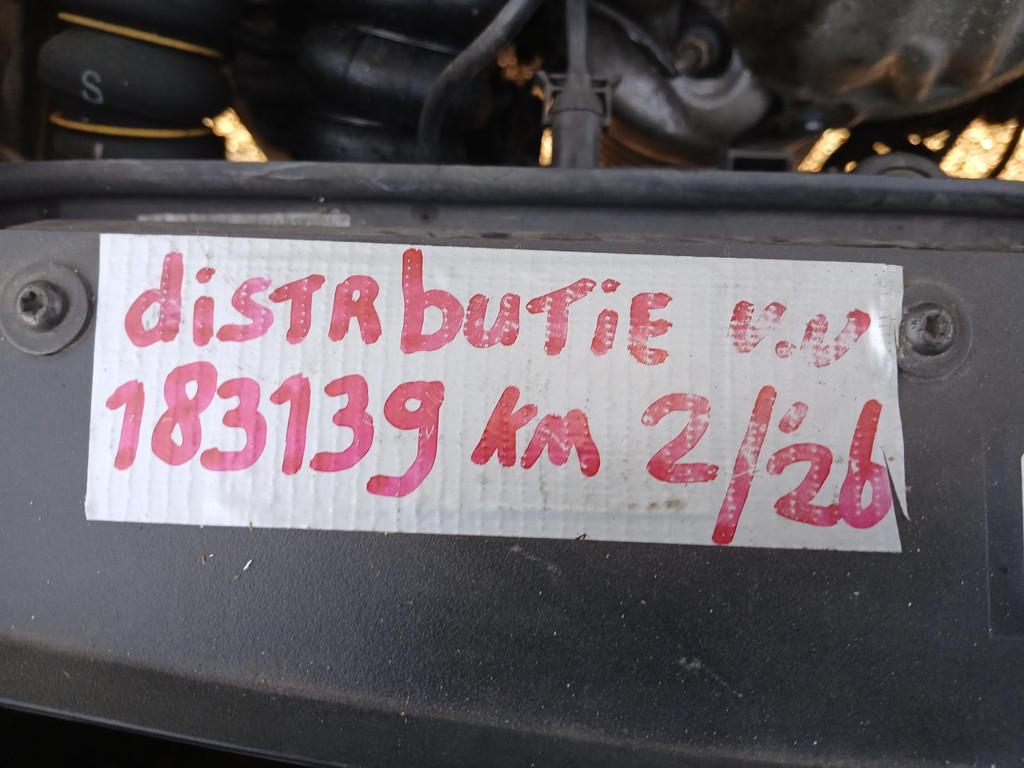 S
distRbuTiE v.v
183139 km 2/'26